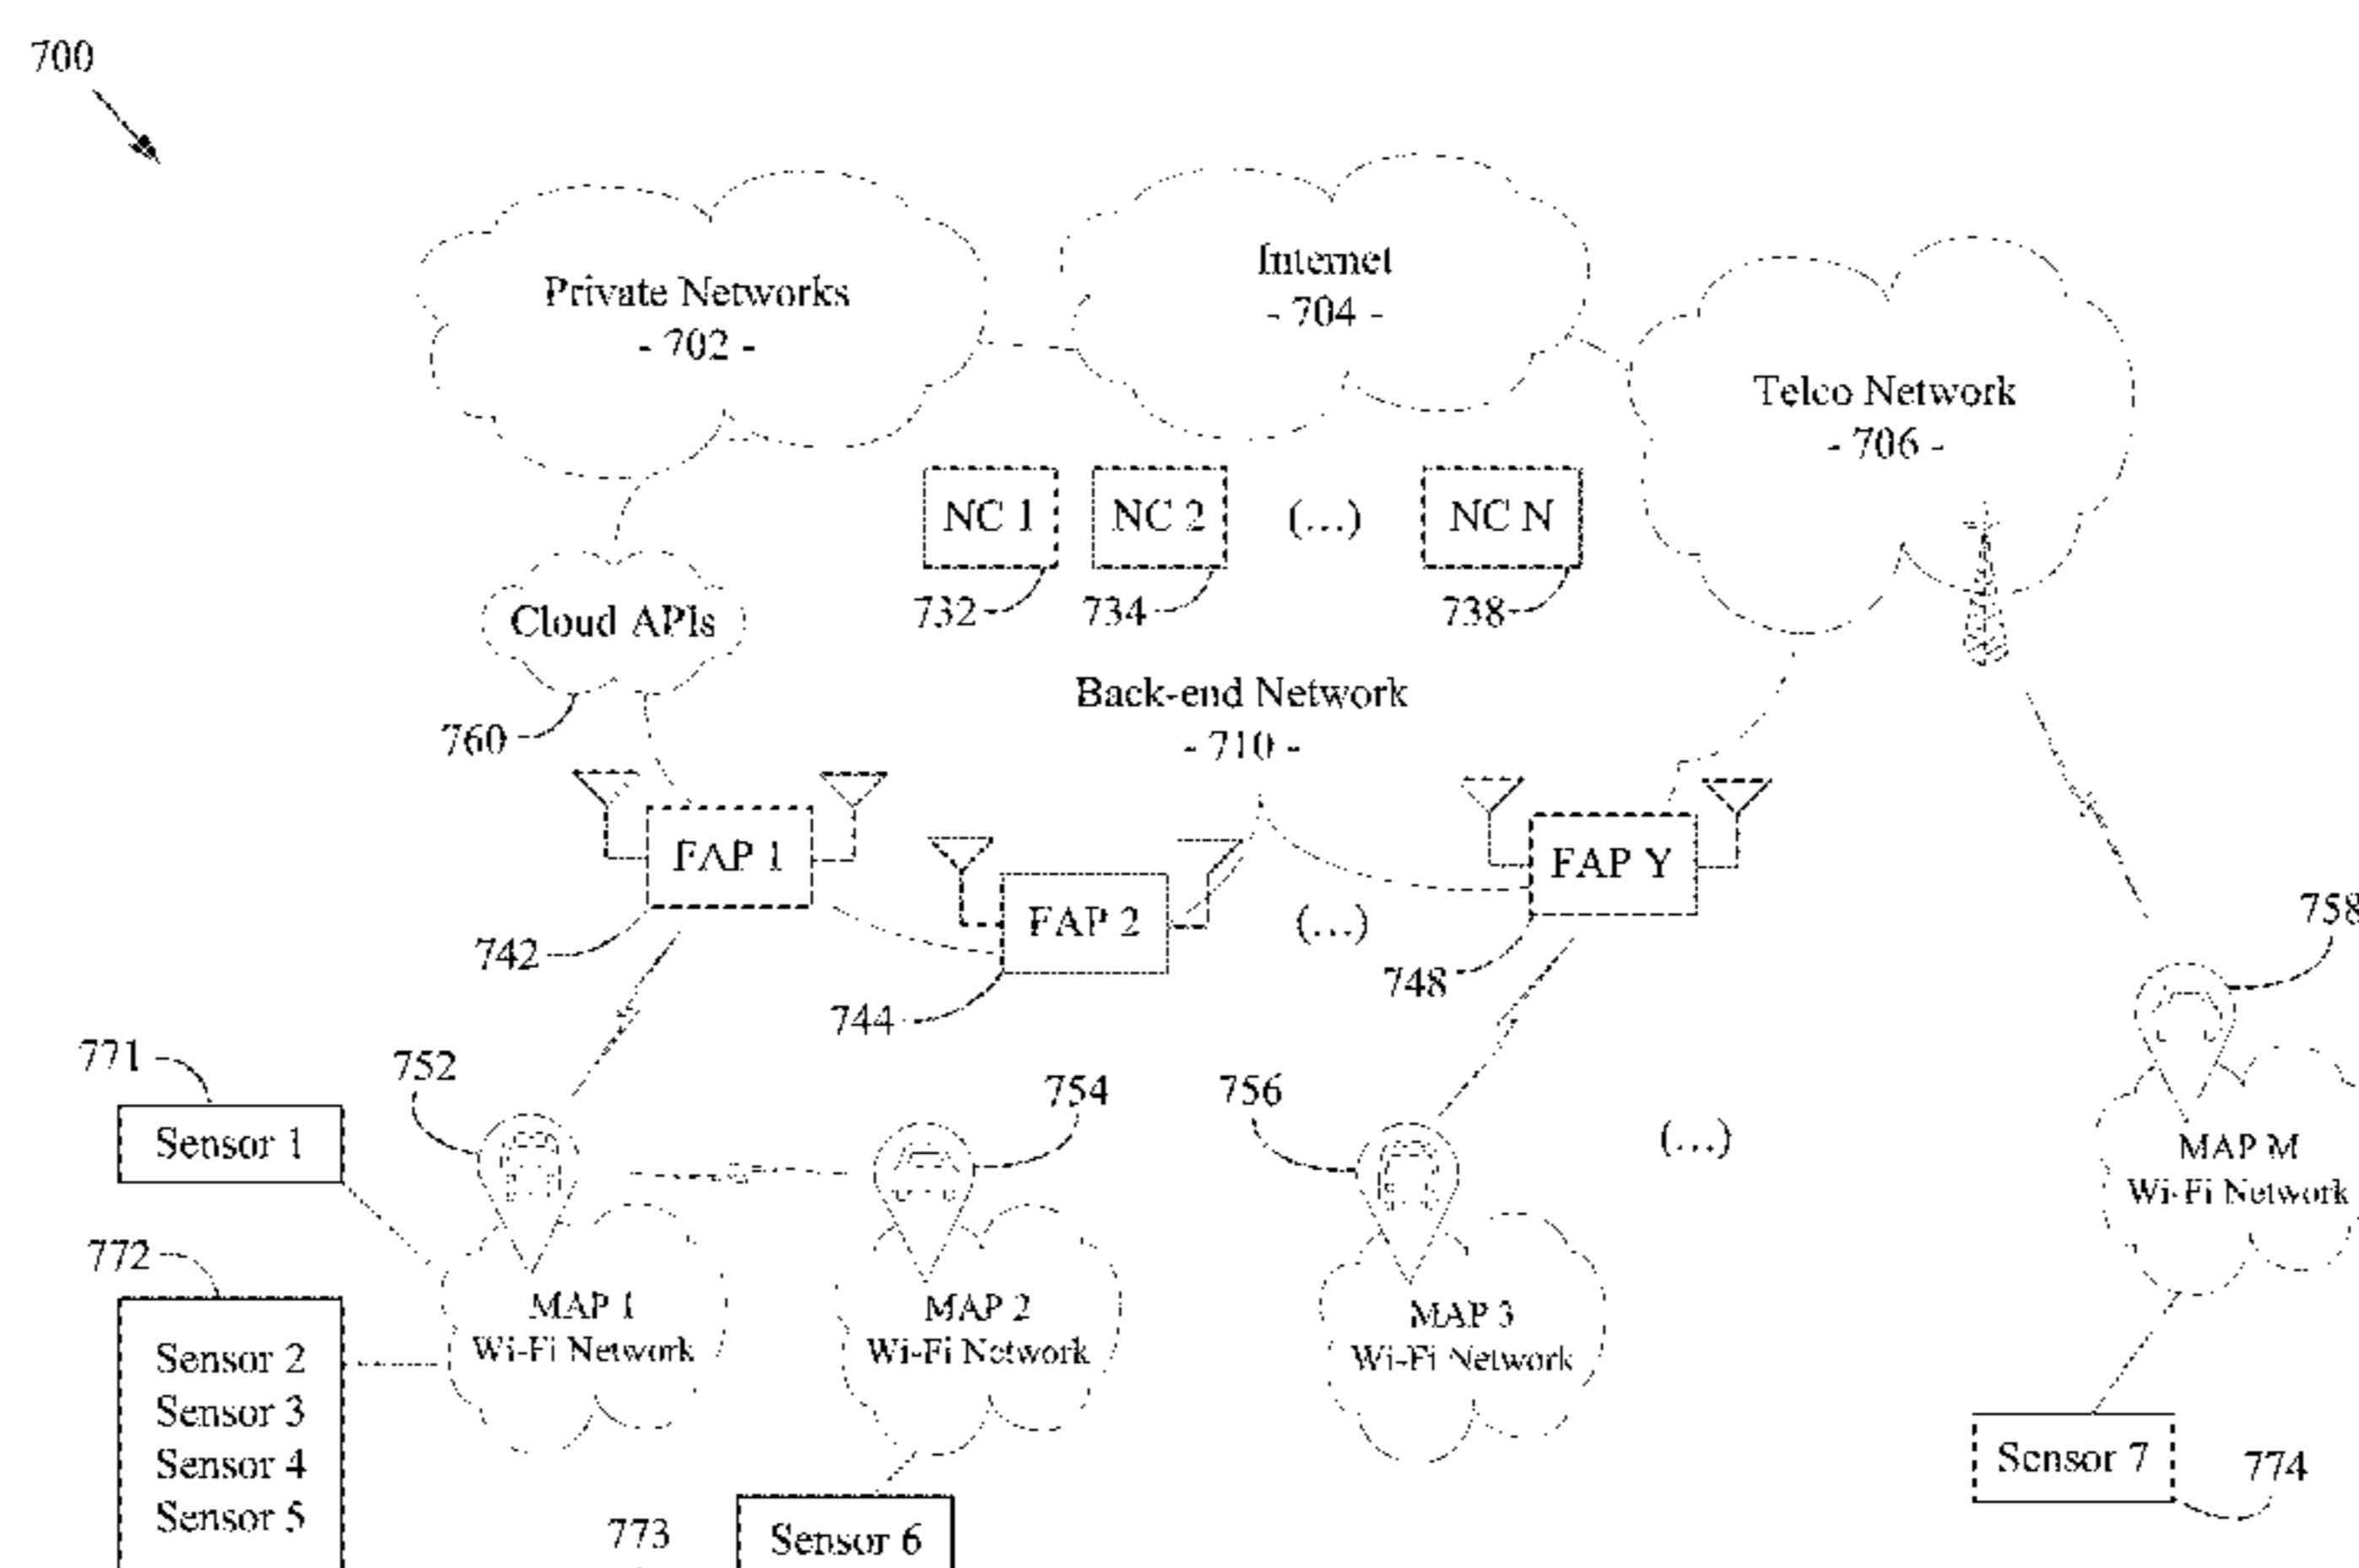 700
Private Networks
- 702 -
Internet
- 704 -
Telco Network
- 706 -
NC 1
NC 2
(...)
NC N
732
734
738
Cloud APIs
760
Back-end Network
- 710 -
FAP 1
FAP 2
(...)
FAP Y
742
744
748
758
771
752
754
756
(...)
Sensor 1
MAP M
Wi-Fi Network
772
MAP 1
Wi-Fi Network
MAP 2
Wi-Fi Network
MAP 3
Wi-Fi Network
Sensor 2
Sensor 3
Sensor 4
Sensor 5
Sensor 7
774
773
Sensor 6